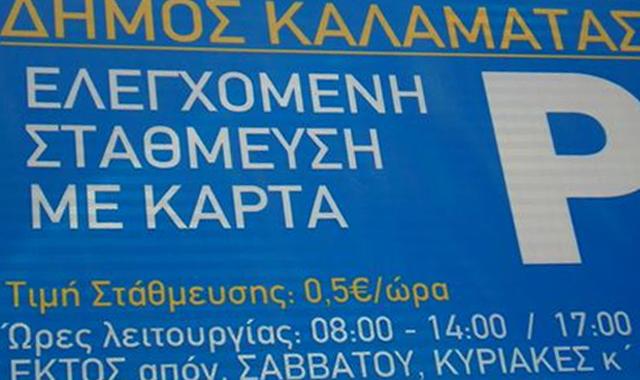 ΔΗΜΟΣ ΚΑΛΑΜΑΤΑΣ
ΕΛΕΓΧΟΜΕΝΗ
ΣΤΑΘΜΕΥΣΗ
ΜΕ ΚΑΡΤΑ
P
Τιμή Στάθμευσης: 0,5€/ώρα
Ώρες λειτουργίας: 08:00 - 14:00 / 17:00
ΕΚΤΟΣ απόγ. ΣΑΒΒΑΤΟΥ, ΚΥΡΙΑΚΕΣ κ΄